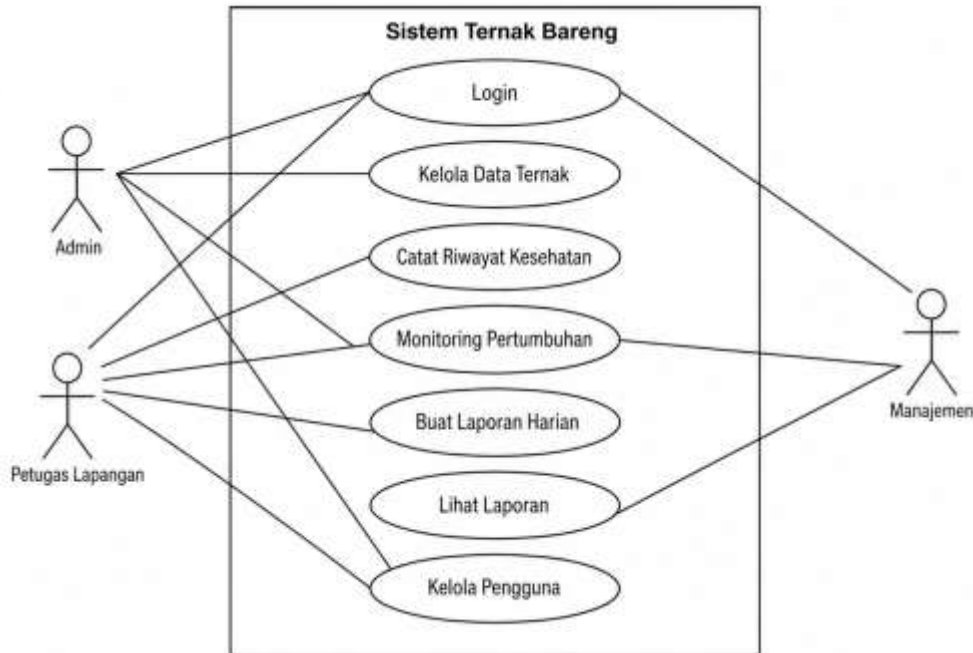 Sistem Ternak Bareng
Login
Kelola Data Ternak
Admin
Catat Riwayat Kesehatan
Monitoring Pertumbuhan
Manajemen
Buat Laporan Harian
Petugas Lapangan
Lihat Laporan
Kelola Pengguna